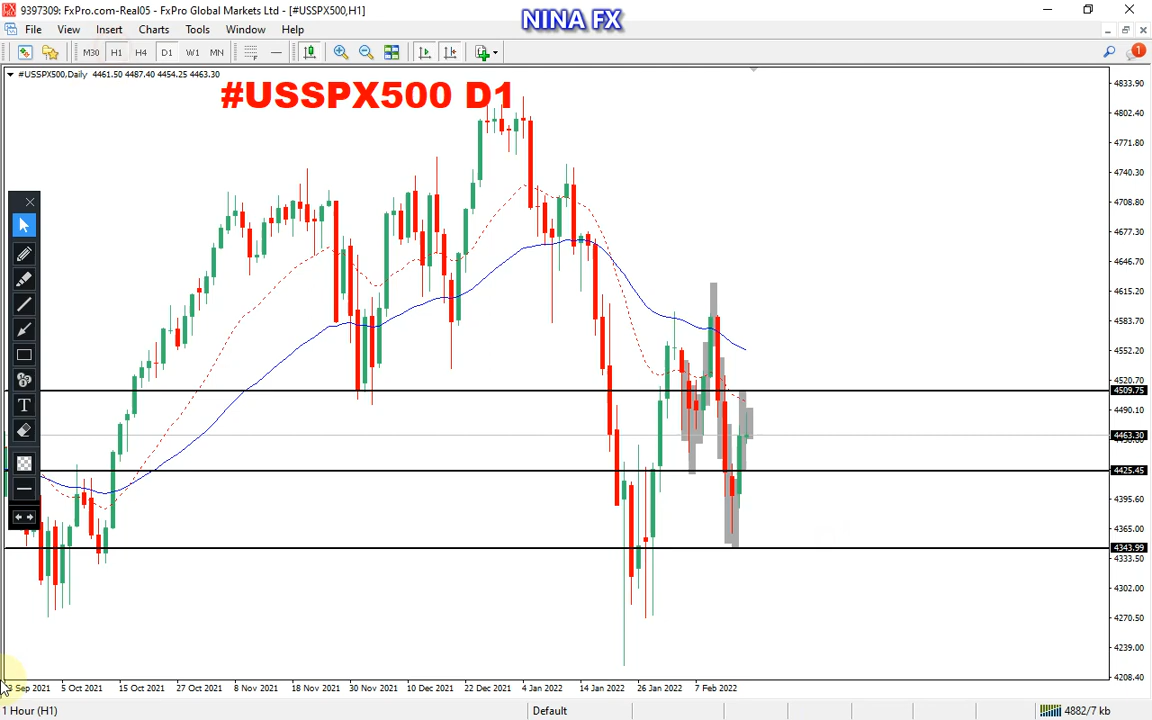 9397309: FxPro.com-Real05 - FxPro Global Markets Ltd - [#USSPX500,H1]
NINA FX
File View Insert Charts Tools Window Help
M30 H1 H4 D1 W1 MN
1
#USSPX500,Daily 4461.50 4487.40 4454.25 4463.30
#USSPX500 D1
4833.90
4802.40
4771.80
4740.30
4708.80
4677.30
4646.70
4615.20
4583.70
4552.20
4520.70
4509.75
4490.10
4463.30
4425.45
4395.60
4365.00
4343.99
4333.50
4302.00
4270.50
4239.00
4208.40
T
Sep 2021 5 Oct 2021 15 Oct 2021 27 Oct 2021 8 Nov 2021 18 Nov 2021 30 Nov 2021 10 Dec 2021 22 Dec 2021 4 Jan 2022 14 Jan 2022 26 Jan 2022 7 Feb 2022
1 Hour (H1) Default 4882/7 kb